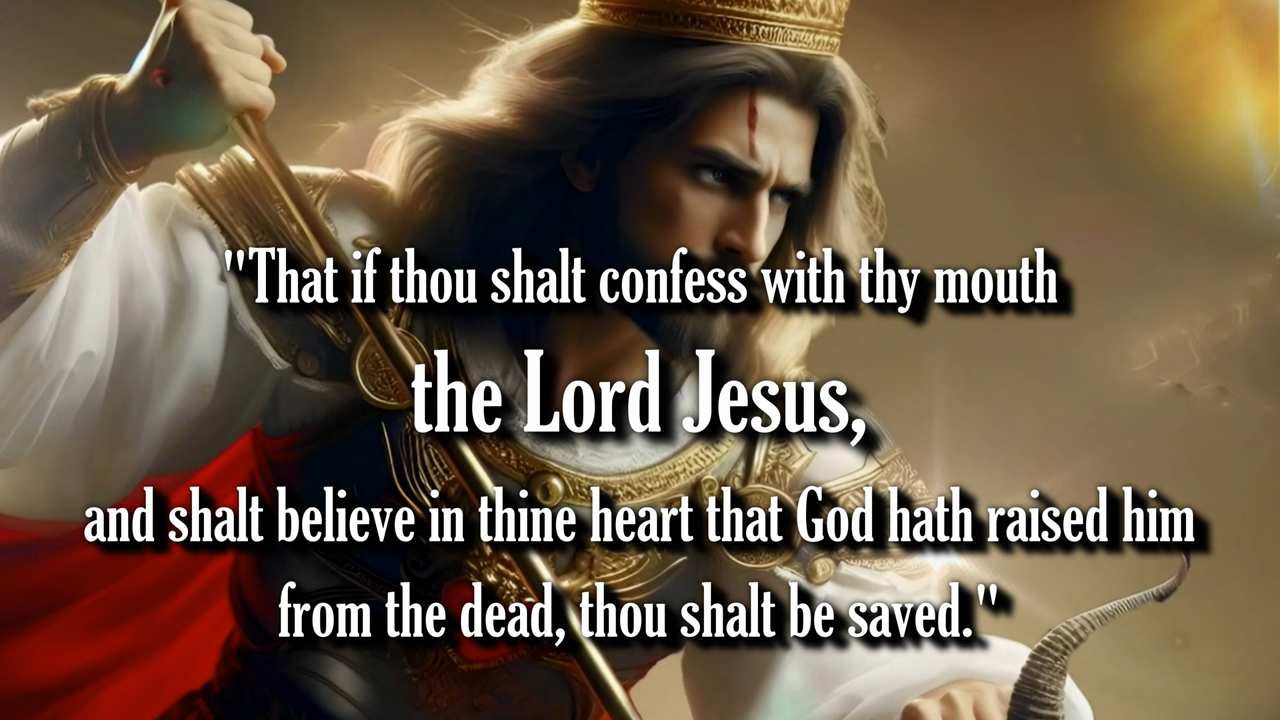 "That if thou shalt confess with thy mouth
the Lord Jesus,
and shalt believe in thine heart that God hath raised him
from the dead, thou shalt be saved."